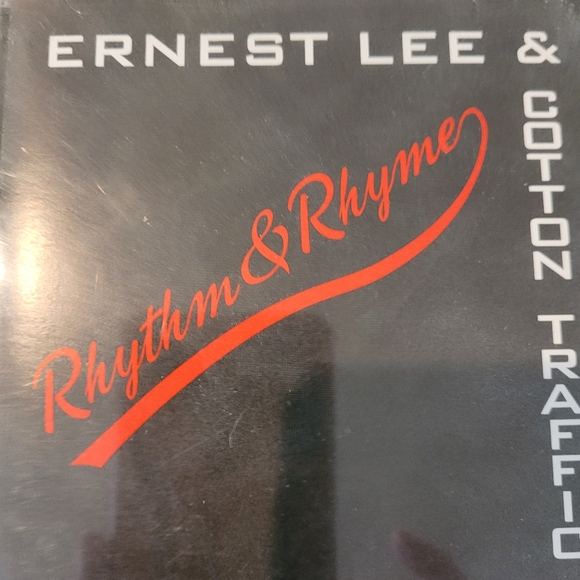 ERNEST LEE &
COTTON TRAFFIC
Rhythm & Rhyme